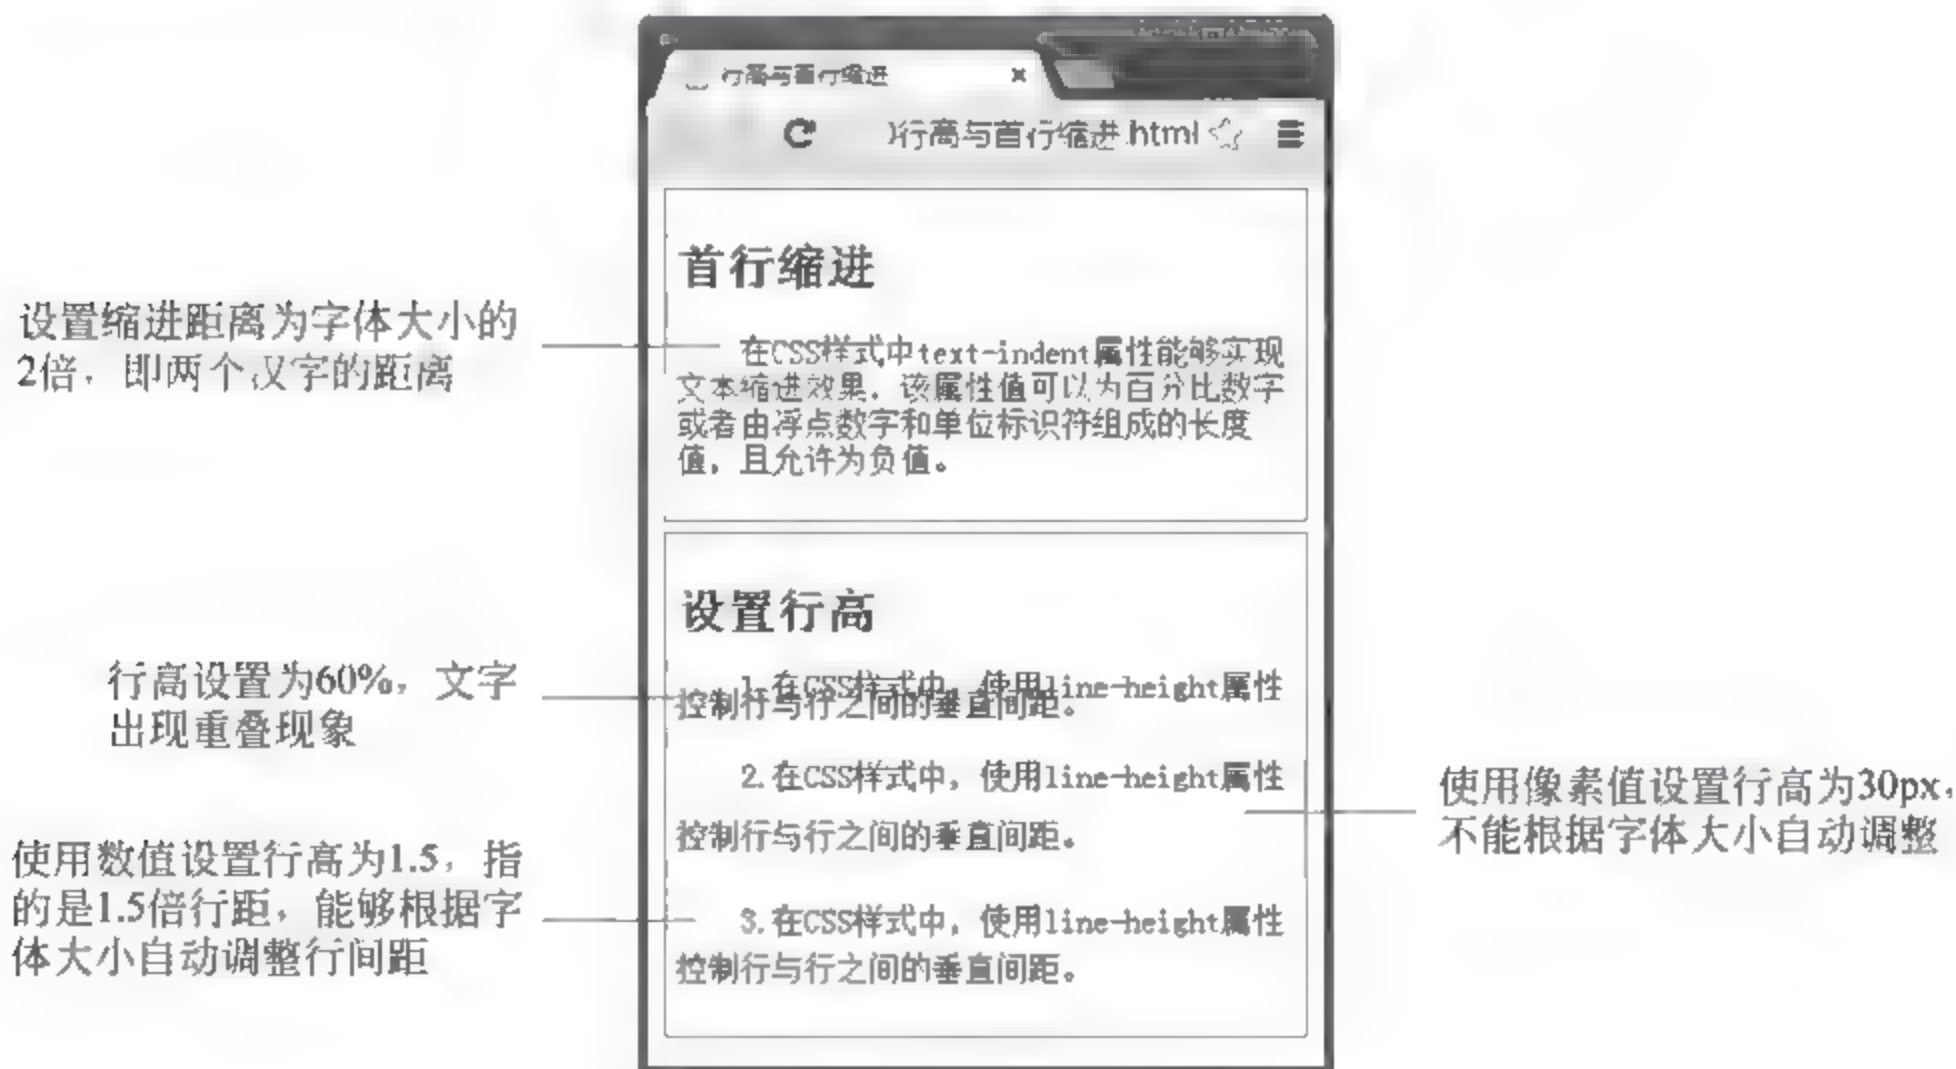 行高与首行缩进
行高与首行缩进.html
首行缩进
设置缩进距离为字体大小的
2倍，即两个汉字的距离
在CSS样式中text-indent属性能够实现
文本缩进效果，该属性值可以为百分比数字
或者由浮点数字和单位标识符组成的长度
值，且允许为负值。
设置行高
行高设置为60%，文字
出现重叠现象
1.在CSS样式中，使用line-height属性
控制行与行之间的垂直间距。
2.在CSS样式中，使用line-height属性
控制行与行之间的垂直间距。
使用像素值设置行高为30px，
不能根据字体大小自动调整
使用数值设置行高为1.5，指
的是1.5倍行距，能够根据字
体大小自动调整行间距
3.在CSS样式中，使用line-height属性
控制行与行之间的垂直间距。